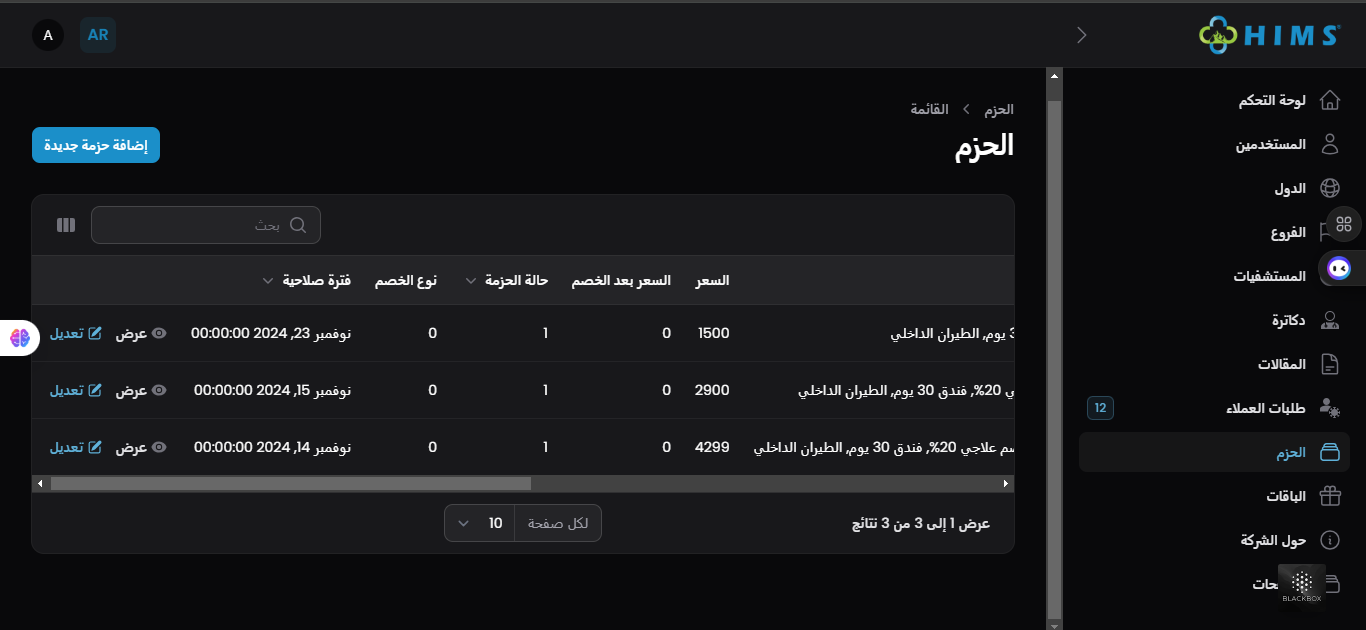 HIMS
AR
A
لوحة التحكم
المستخدمين
الدول
الفروع
المستشفيات
دكاترة
المقالات
طلبات العملاء 12
الحزم
الباقات
حول الشركة
BLACKBOX
الحزم القائمة
الحزم
إضافة حزمة جديدة
بحث
السعر السعر بعد الخصم حالة الحزمة نوع الخصم فترة صلاحية
يوم, الطيران الداخلي 1500 0 1 0 نوفمبر 23, 2024 00:00:00 عرض تعديل
20%, فندق 30 يوم, الطيران الداخلي 2900 0 1 0 نوفمبر 15, 2024 00:00:00 عرض تعديل
علاجي 20%, فندق 30 يوم, الطيران الداخلي 4299 0 1 0 نوفمبر 14, 2024 00:00:00 عرض تعديل
عرض 1 إلى 3 من 3 نتائج
لكل صفحة 10